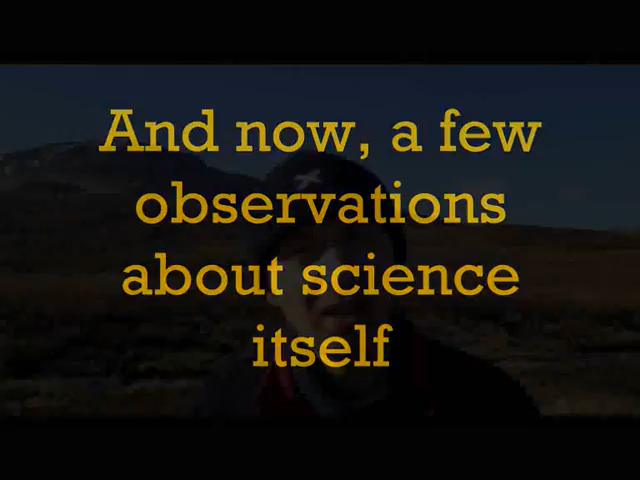 And now, a few
observations
about science
itself